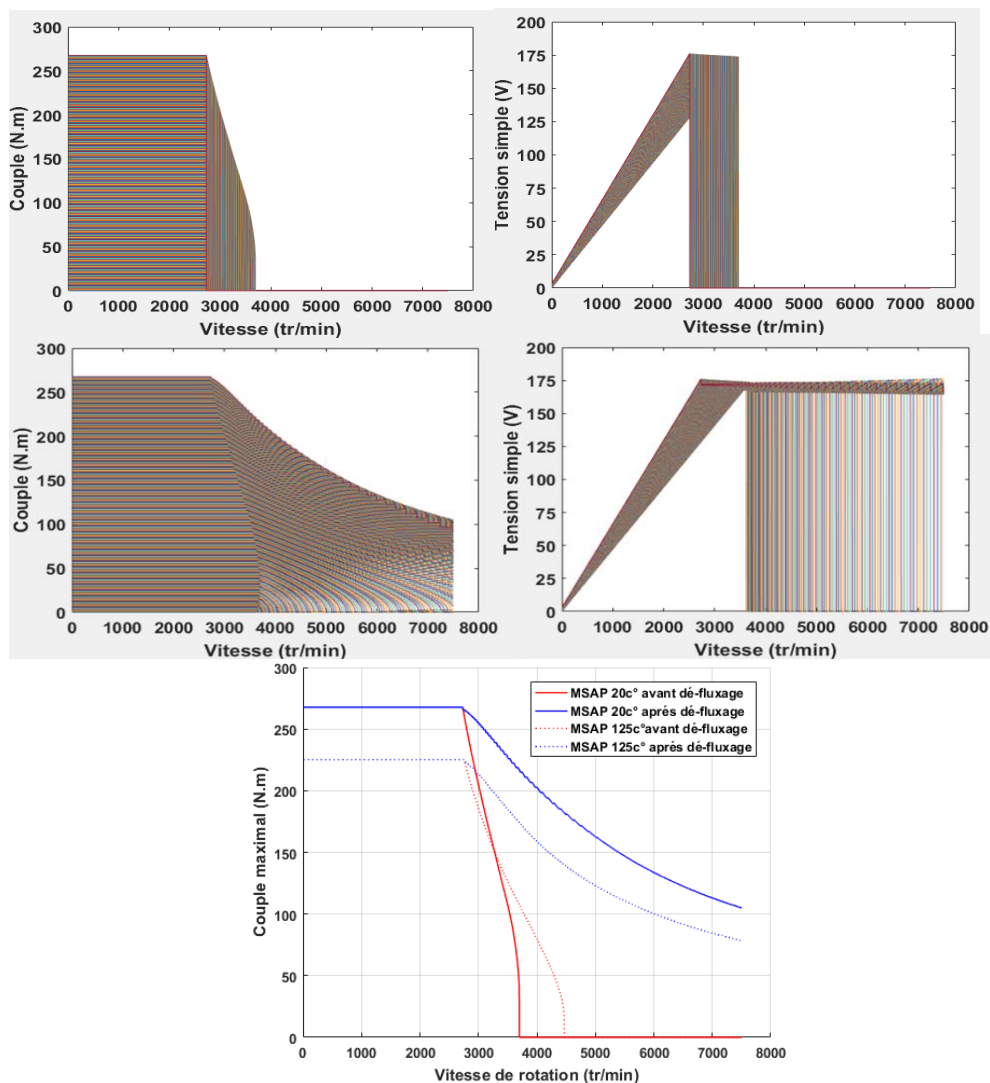 300
250
200
150
100
50
0
Couple (N.m)
0 1000 2000 3000 4000 5000 6000 7000 8000
Vitesse (tr/min)
200
175
150
125
100
75
50
25
0
Tension simple (V)
0 1000 2000 3000 4000 5000 6000 7000 8000
Vitesse (tr/min)
300
250
200
150
100
50
0
Couple (N.m)
0 1000 2000 3000 4000 5000 6000 7000 8000
Vitesse (tr/min)
200
175
150
125
100
75
50
25
0
Tension simple (V)
0 1000 2000 3000 4000 5000 6000 7000 8000
Vitesse (tr/min)
300
250
200
150
100
50
0
Couple maximal (N.m)
MSAP 20c° avant dé-fluxage
MSAP 20c° aprés dé-fluxage
MSAP 125c°avant dé-fluxage
MSAP 125c° aprés dé-fluxage
0 1000 2000 3000 4000 5000 6000 7000 8000
Vitesse de rotation (tr/min)